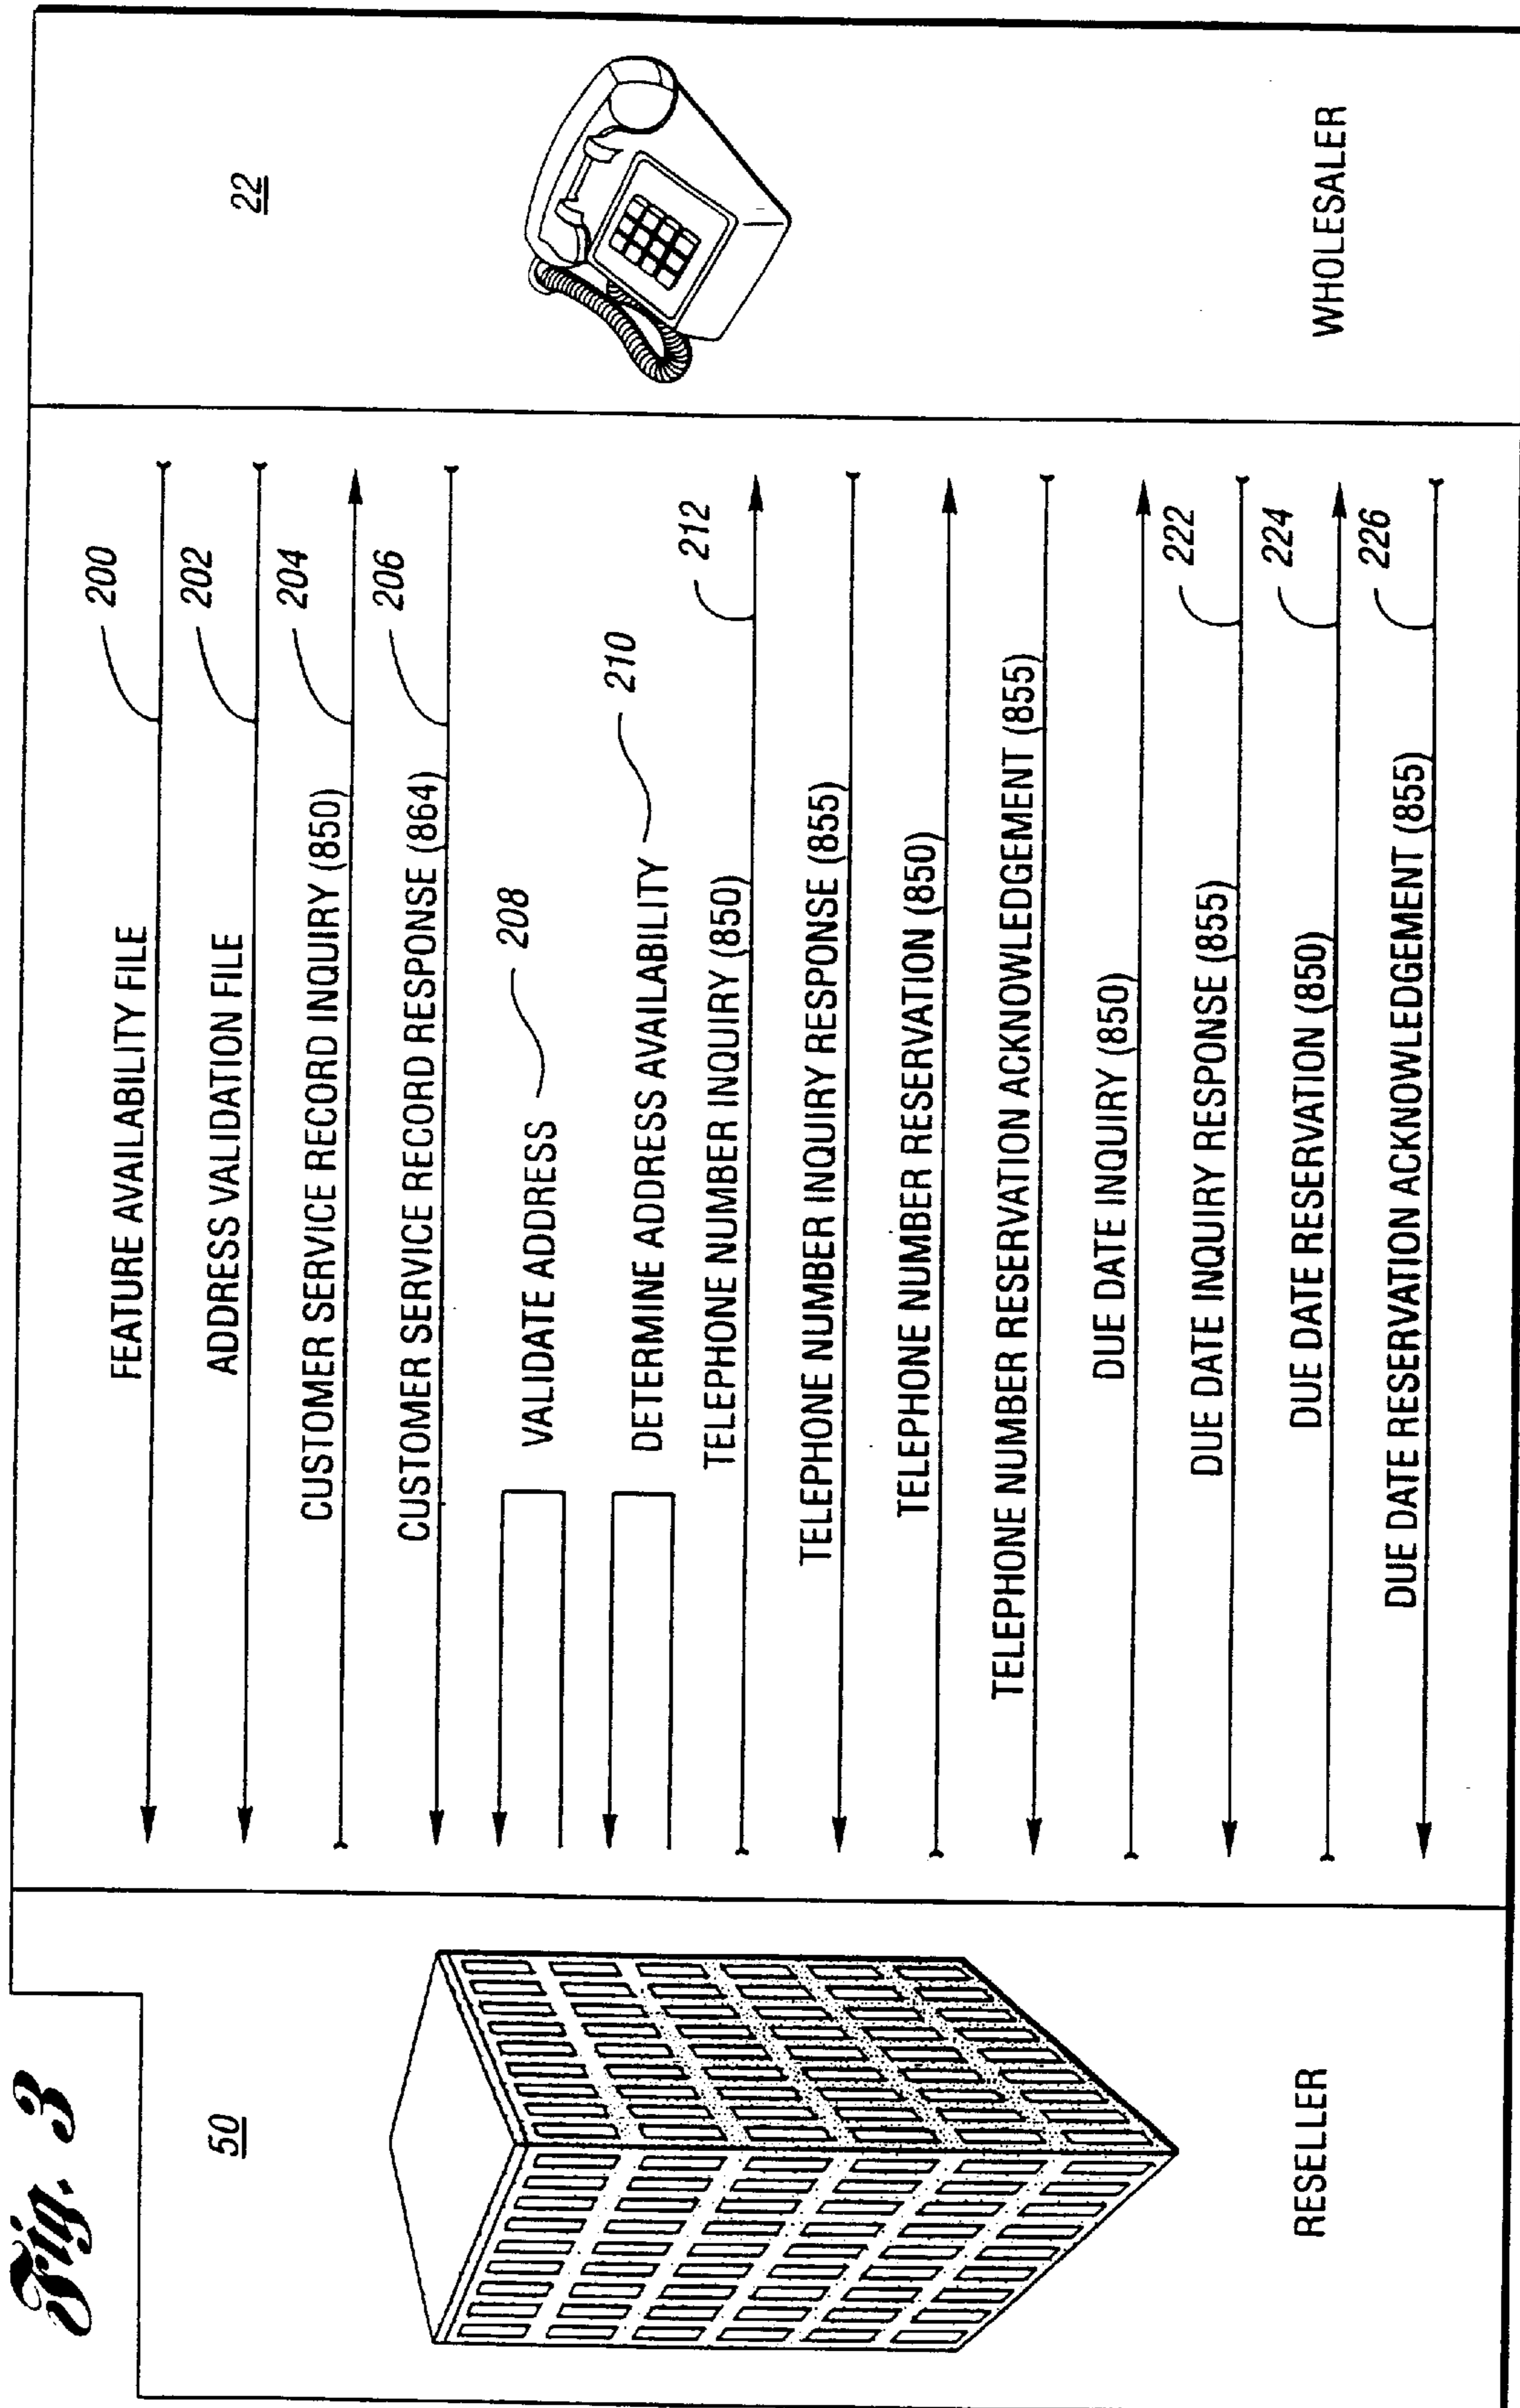 Fig. 3
50
RESELLER
22
WHOLESALER
FEATURE AVAILABILITY FILE
200
ADDRESS VALIDATION FILE
202
CUSTOMER SERVICE RECORD INQUIRY (850)
204
CUSTOMER SERVICE RECORD RESPONSE (864)
206
VALIDATE ADDRESS
208
DETERMINE ADDRESS AVAILABILITY
210
TELEPHONE NUMBER INQUIRY (850)
212
TELEPHONE NUMBER INQUIRY RESPONSE (855)
TELEPHONE NUMBER RESERVATION (850)
TELEPHONE NUMBER RESERVATION ACKNOWLEDGEMENT (855)
DUE DATE INQUIRY (850)
DUE DATE INQUIRY RESPONSE (855)
222
DUE DATE RESERVATION (850)
224
DUE DATE RESERVATION ACKNOWLEDGEMENT (855)
226